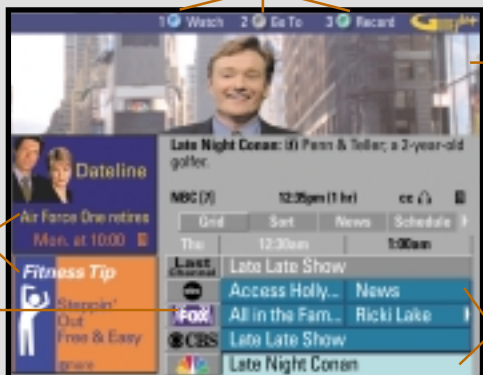 1 Watch 2 Go To 3 Record
Dateline
Air Force One retires
Mon. at 10:00
Fitness Tip
Steppin'
Out
Free & Easy
more
Late Night Conan: Penn & Teller; a 2-year-old
golfer.
NBC (7) 12:35pm (1 hr) cc
Grid Sort News Schedule
Thu 12:30am 1:00am
Last
Channel
Late Late Show
abc
Access Holly... News
FOX
All in the Fam... Ricki Lake
CBS
Late Late Show
Late Night Conan